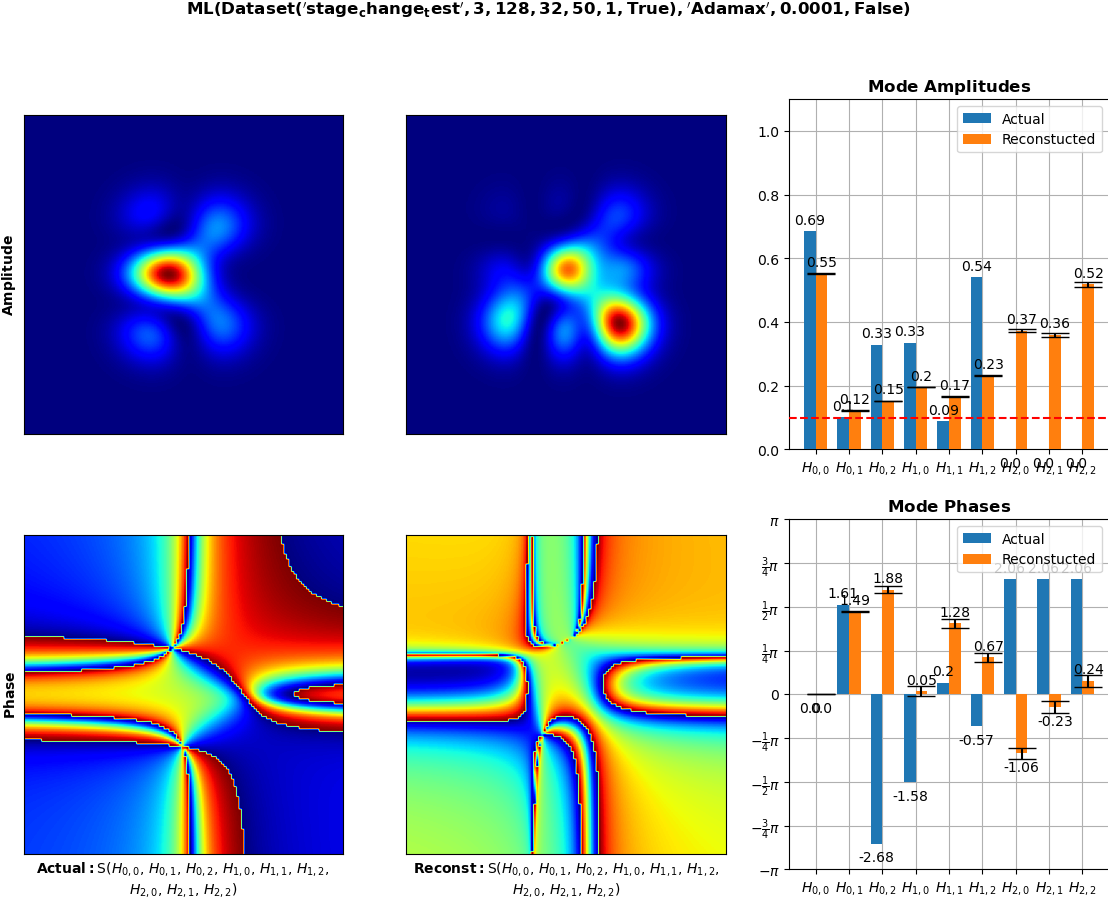 ML(Dataset('stage_change_test', 3, 128, 32, 50, 1, True), 'Adamax', 0.0001, False)
Mode Amplitudes
Actual
Reconstucted
1.0
0.8
0.6
0.4
0.2
0.0
0.69
0.55
0.1
0.12
0.33
0.15
0.33
0.2
0.09
0.17
0.54
0.23
0.0
0.37
0.0
0.36
0.0
0.52
H0,0 H0,1 H0,2 H1,0 H1,1 H1,2 H2,0 H2,1 H2,2
Amplitude
Mode Phases
Actual
Reconstucted
π
3/4π
1/2π
1/4π
0
−1/4π
−1/2π
−3/4π
−π
0.0
0.0
1.61
1.49
-2.68
1.88
-1.58
0.05
0.2
1.28
-0.57
0.67
2.06
-1.06
2.06
-0.23
2.06
0.24
H0,0 H0,1 H0,2 H1,0 H1,1 H1,2 H2,0 H2,1 H2,2
Phase
Actual: S(H0,0, H0,1, H0,2, H1,0, H1,1, H1,2,
H2,0, H2,1, H2,2)
Reconst: S(H0,0, H0,1, H0,2, H1,0, H1,1, H1,2,
H2,0, H2,1, H2,2)